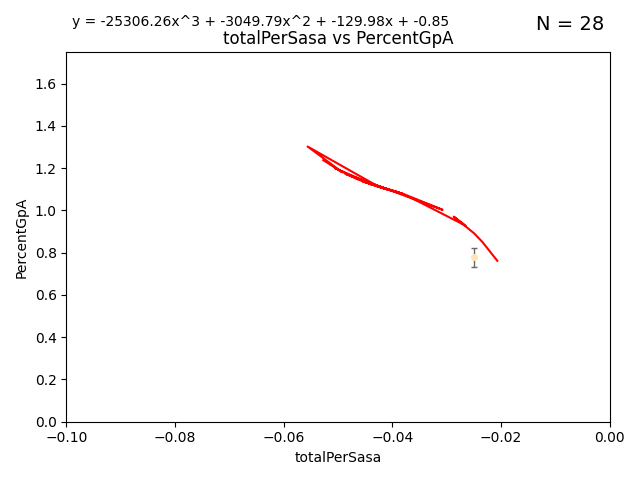 y = -25306.26x^3 + -3049.79x^2 + -129.98x + -0.85
N = 28
totalPerSasa vs PercentGpA
PercentGpA
1.6
1.4
1.2
1.0
0.8
0.6
0.4
0.2
0.0
−0.10 −0.08 −0.06 −0.04 −0.02 0.00
totalPerSasa